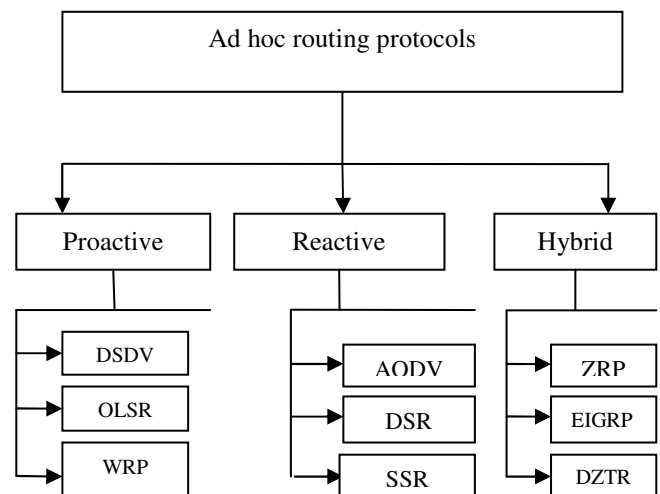 Ad hoc routing protocols
Proactive
Reactive
Hybrid
DSDV
OLSR
WRP
AODV
DSR
SSR
ZRP
EIGRP
DZTR